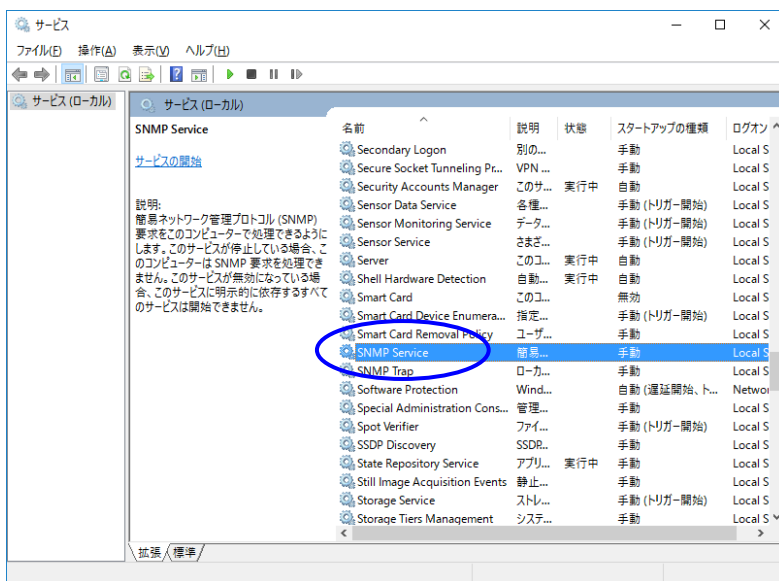 サービス
ファイル(F) 操作(A) 表示(V) ヘルプ(H)
サービス (ローカル)
サービス (ローカル)
SNMP Service
サービスの開始
説明:
簡易ネットワーク管理プロトコル (SNMP)
要求をこのコンピューターで処理できるように
します。このサービスが停止している場合、こ
のコンピューターは SNMP 要求を処理でき
ません。このサービスが無効になっている場
合、このサービスに明示的に依存するすべて
のサービスは開始できません。
名前 説明 状態 スタートアップの種類 ログオン
Secondary Logon 別の... 手動 Local S
Secure Socket Tunneling Pr... VPN ... 手動 Local S
Security Accounts Manager このサ... 実行中 自動 Local S
Sensor Data Service 各種... 手動 (トリガー開始) Local S
Sensor Monitoring Service データ... 手動 (トリガー開始) Local S
Sensor Service さまざ... 手動 (トリガー開始) Local S
Server このコ... 実行中 自動 Local S
Shell Hardware Detection 自動... 実行中 自動 Local S
Smart Card このコ... 無効 Local S
Smart Card Device Enumera... 指定... 手動 (トリガー開始) Local S
Smart Card Removal Policy ユーザ... 手動 Local S
SNMP Service 簡易... 手動 Local S
SNMP Trap ローカ... 手動 Local S
Software Protection Wind... 自動 (遅延開始、ト... Networ
Special Administration Cons... 管理... 手動 Local S
Spot Verifier ファイ... 手動 (トリガー開始) Local S
SSDP Discovery SSDP... 手動 Local S
State Repository Service アプリ... 実行中 手動 Local S
Still Image Acquisition Events 静止... 手動 Local S
Storage Service ストレ... 手動 (トリガー開始) Local S
Storage Tiers Management システ... 手動 Local S
拡張 標準